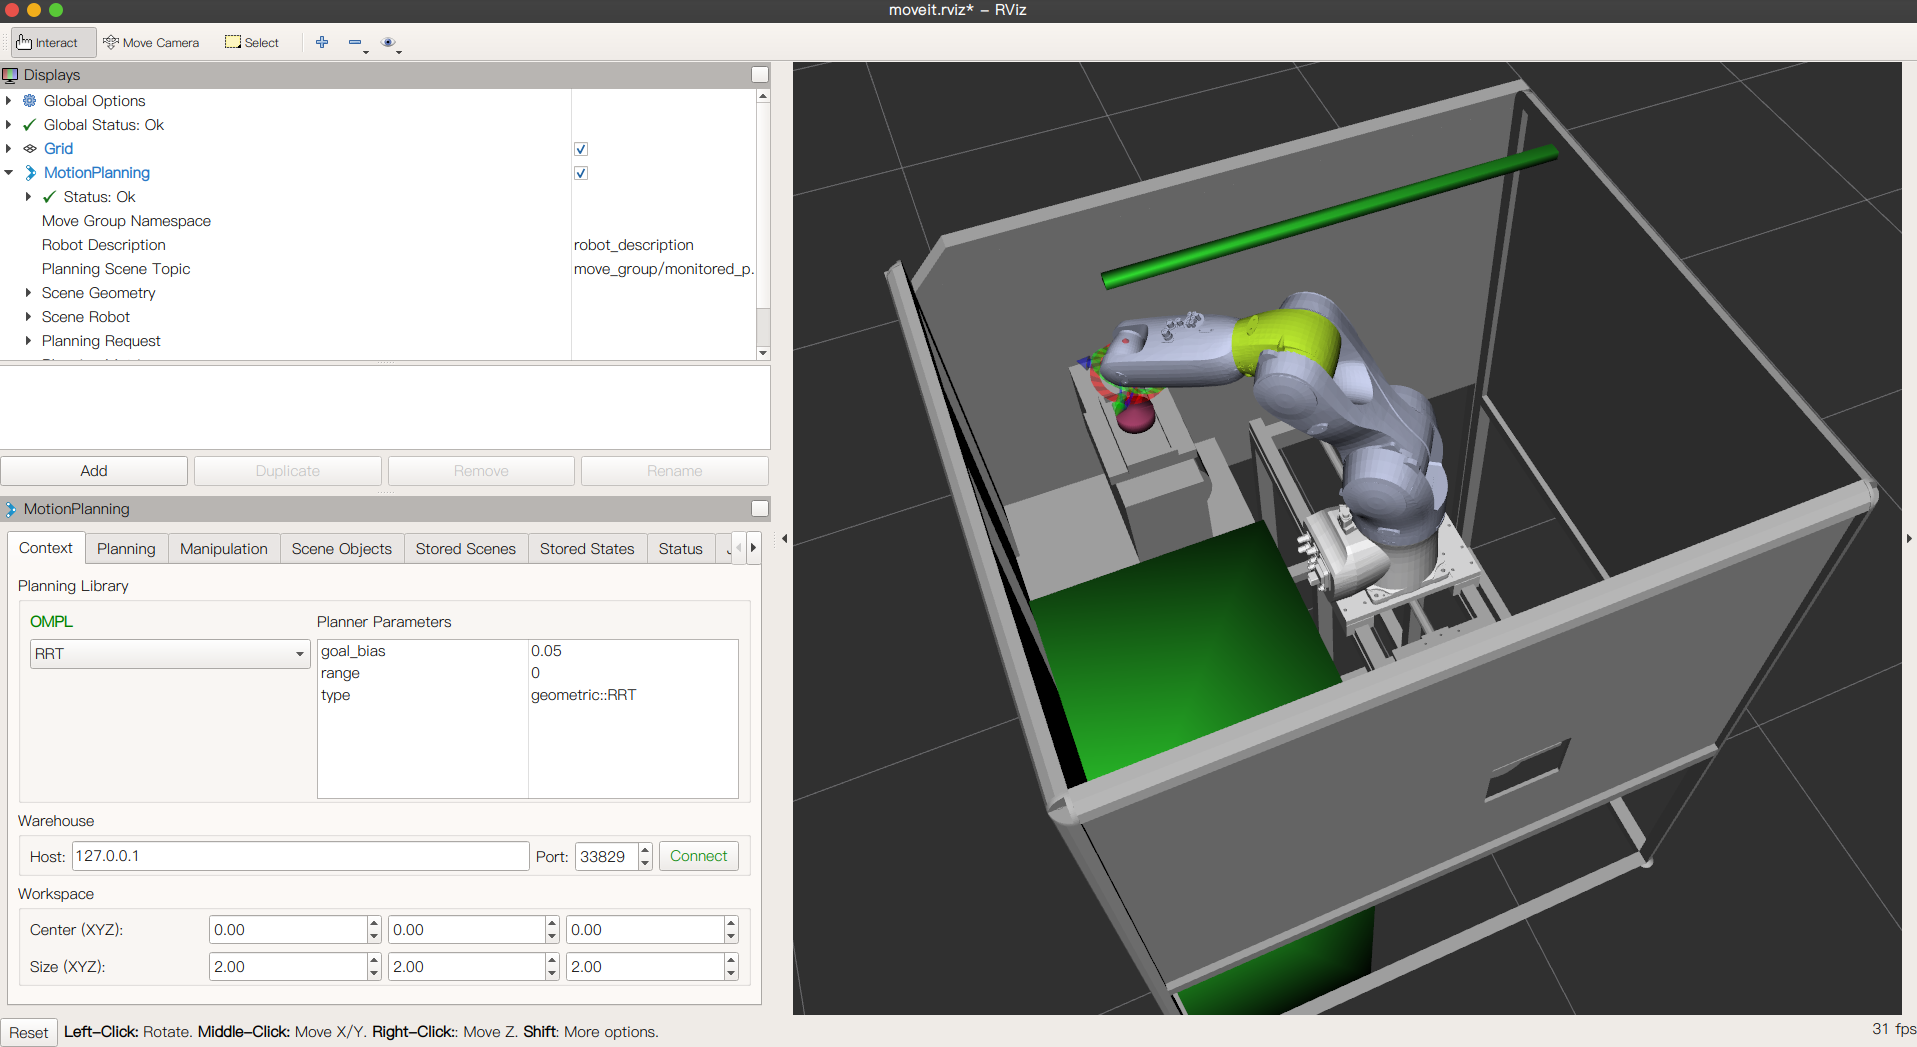 moveit.rviz* - RViz
Interact Move Camera Select
Displays
Global Options
Global Status: Ok
Grid
MotionPlanning
Status: Ok
Move Group Namespace
Robot Description robot_description
Planning Scene Topic move_group/monitored_p.
Scene Geometry
Scene Robot
Planning Request
Add Duplicate Remove Rename
MotionPlanning
Context Planning Manipulation Scene Objects Stored Scenes Stored States Status
Planning Library
OMPL Planner Parameters
RRT
goal_bias 0.05
range 0
type geometric::RRT
Warehouse
Host: 127.0.0.1 Port: 33829 Connect
Workspace
Center (XYZ): 0.00 0.00 0.00
Size (XYZ): 2.00 2.00 2.00
Reset Left-Click: Rotate. Middle-Click: Move X/Y. Right-Click:: Move Z. Shift: More options. 31 fps